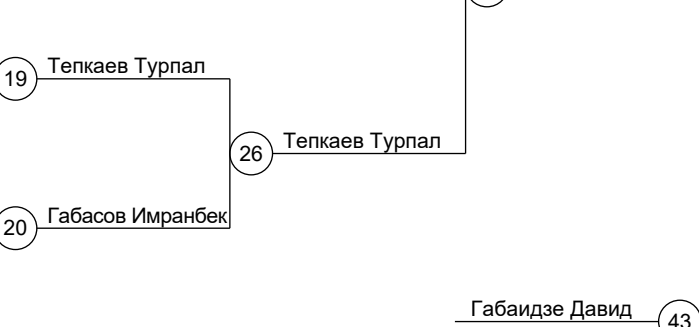 19 Тепкаев Турпал
26 Тепкаев Турпал
20 Габасов Имранбек
Габаидзе Давид 43